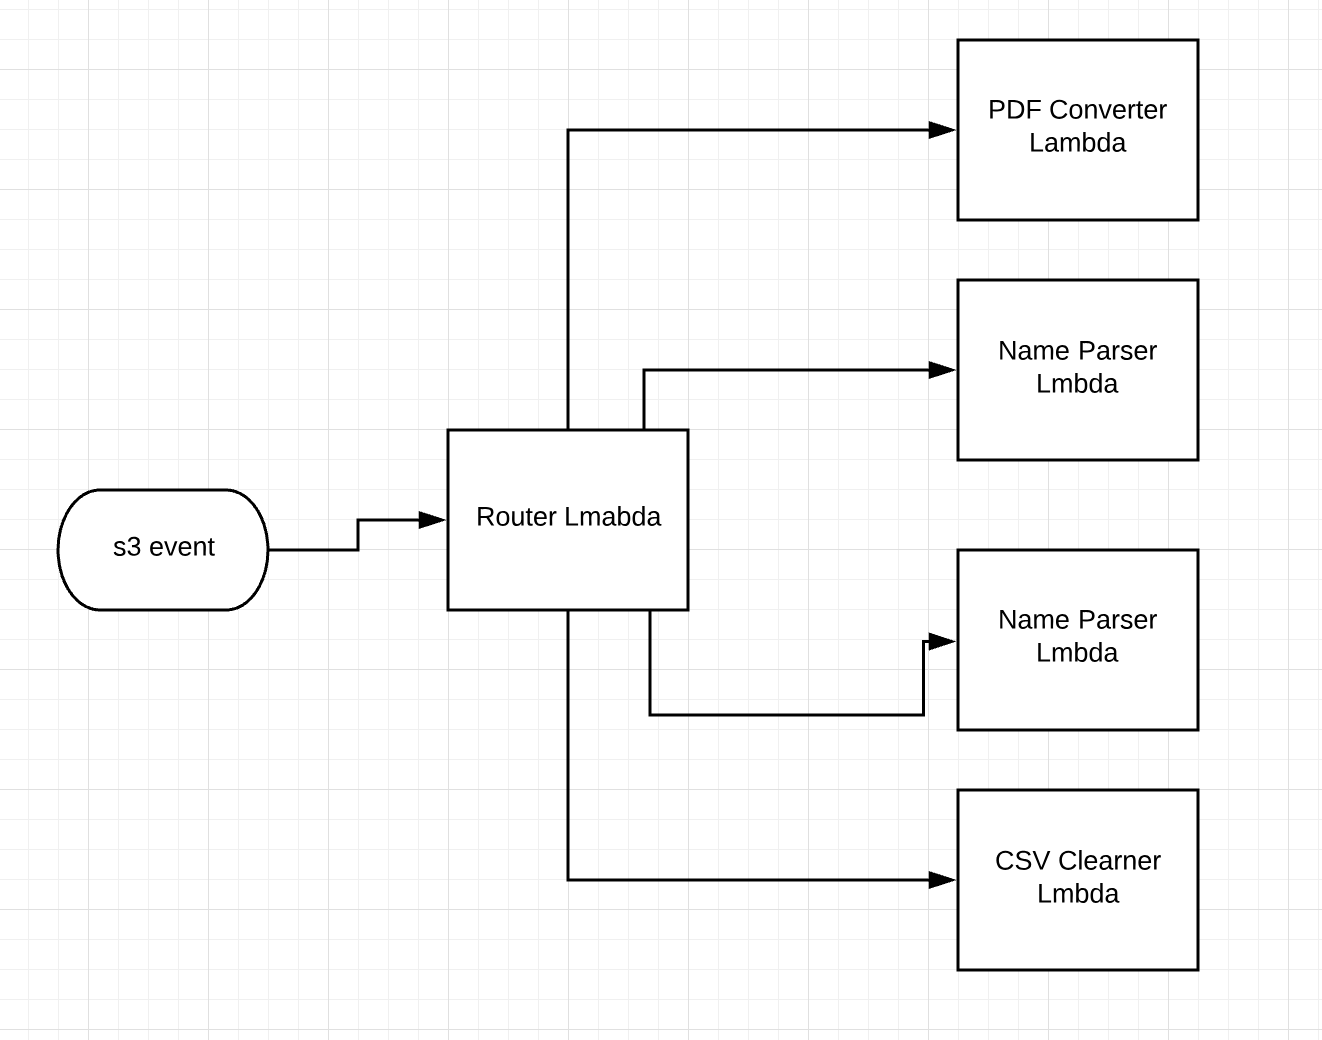 PDF Converter
Lambda
Name Parser
Lmbda
Router Lmabda
s3 event
Name Parser
Lmbda
CSV Clearner
Lmbda